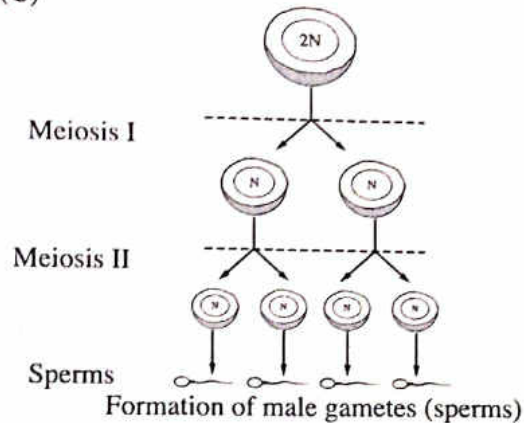 2N
Meiosis I
N N
Meiosis II
N N N N
Sperms
Formation of male gametes (sperms)